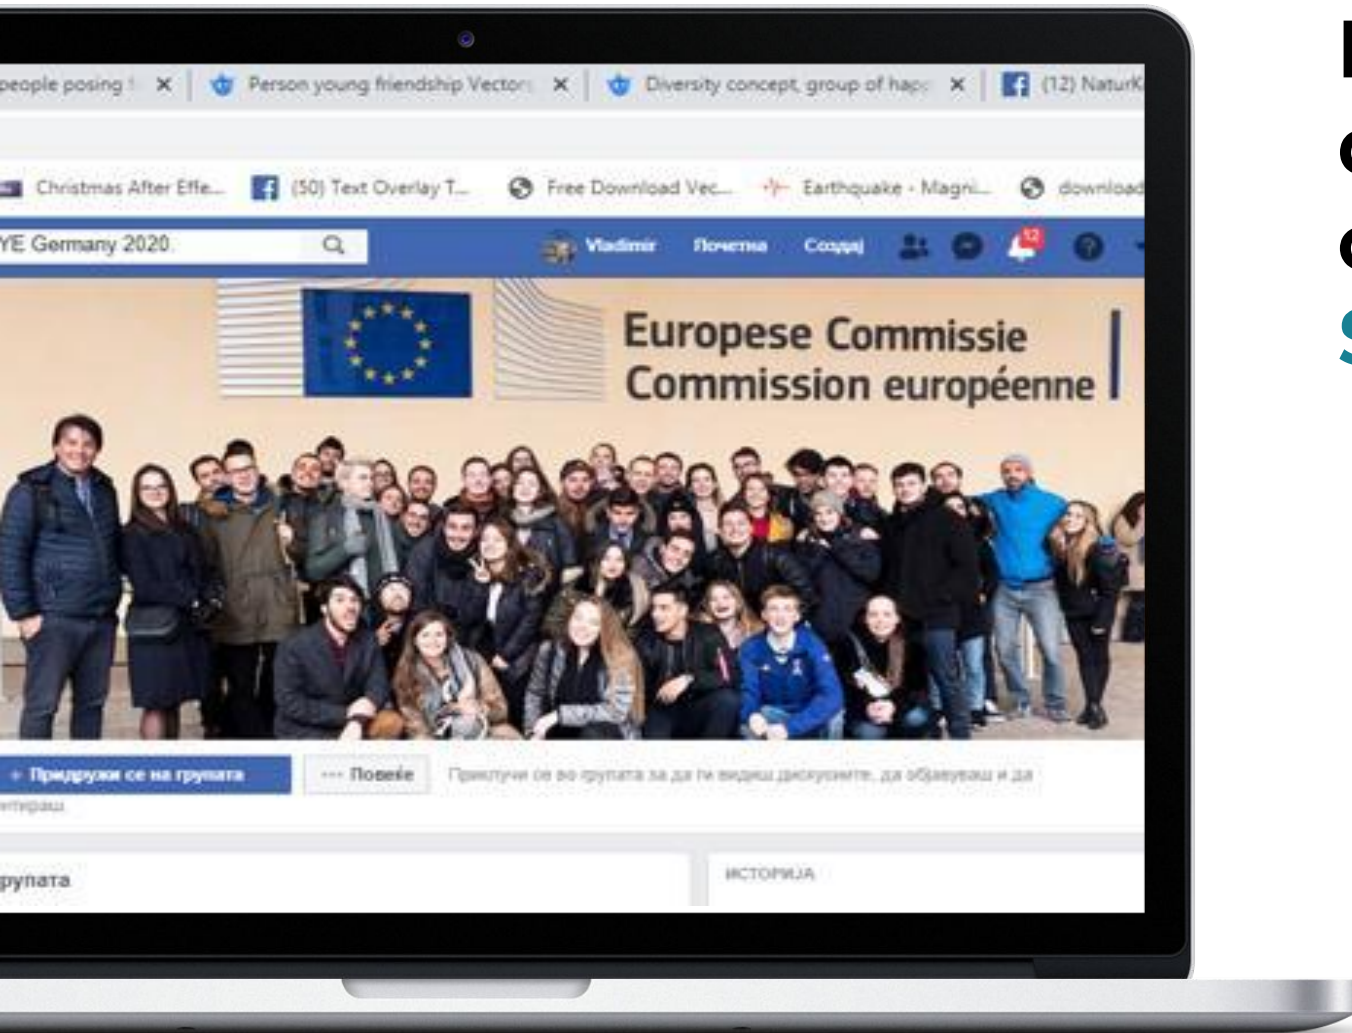 people posing
Person young friendship Vector
Diversity concept, group of happ
(12) NaturK
Christmas After Effe...
(50) Text Overlay T...
Free Download Vec...
Earthquake - Magni...
download
YE Germany 2020.
Vladimir
Почетна
Создај
12
Europese Commissie
Commission européenne
+ Придружи се на групата
··· Повеќе
Приклучи се во групата за да ги видиш дискусиите, да објавуваш и да
нтираш.
рупата
ИСТОРИЈА